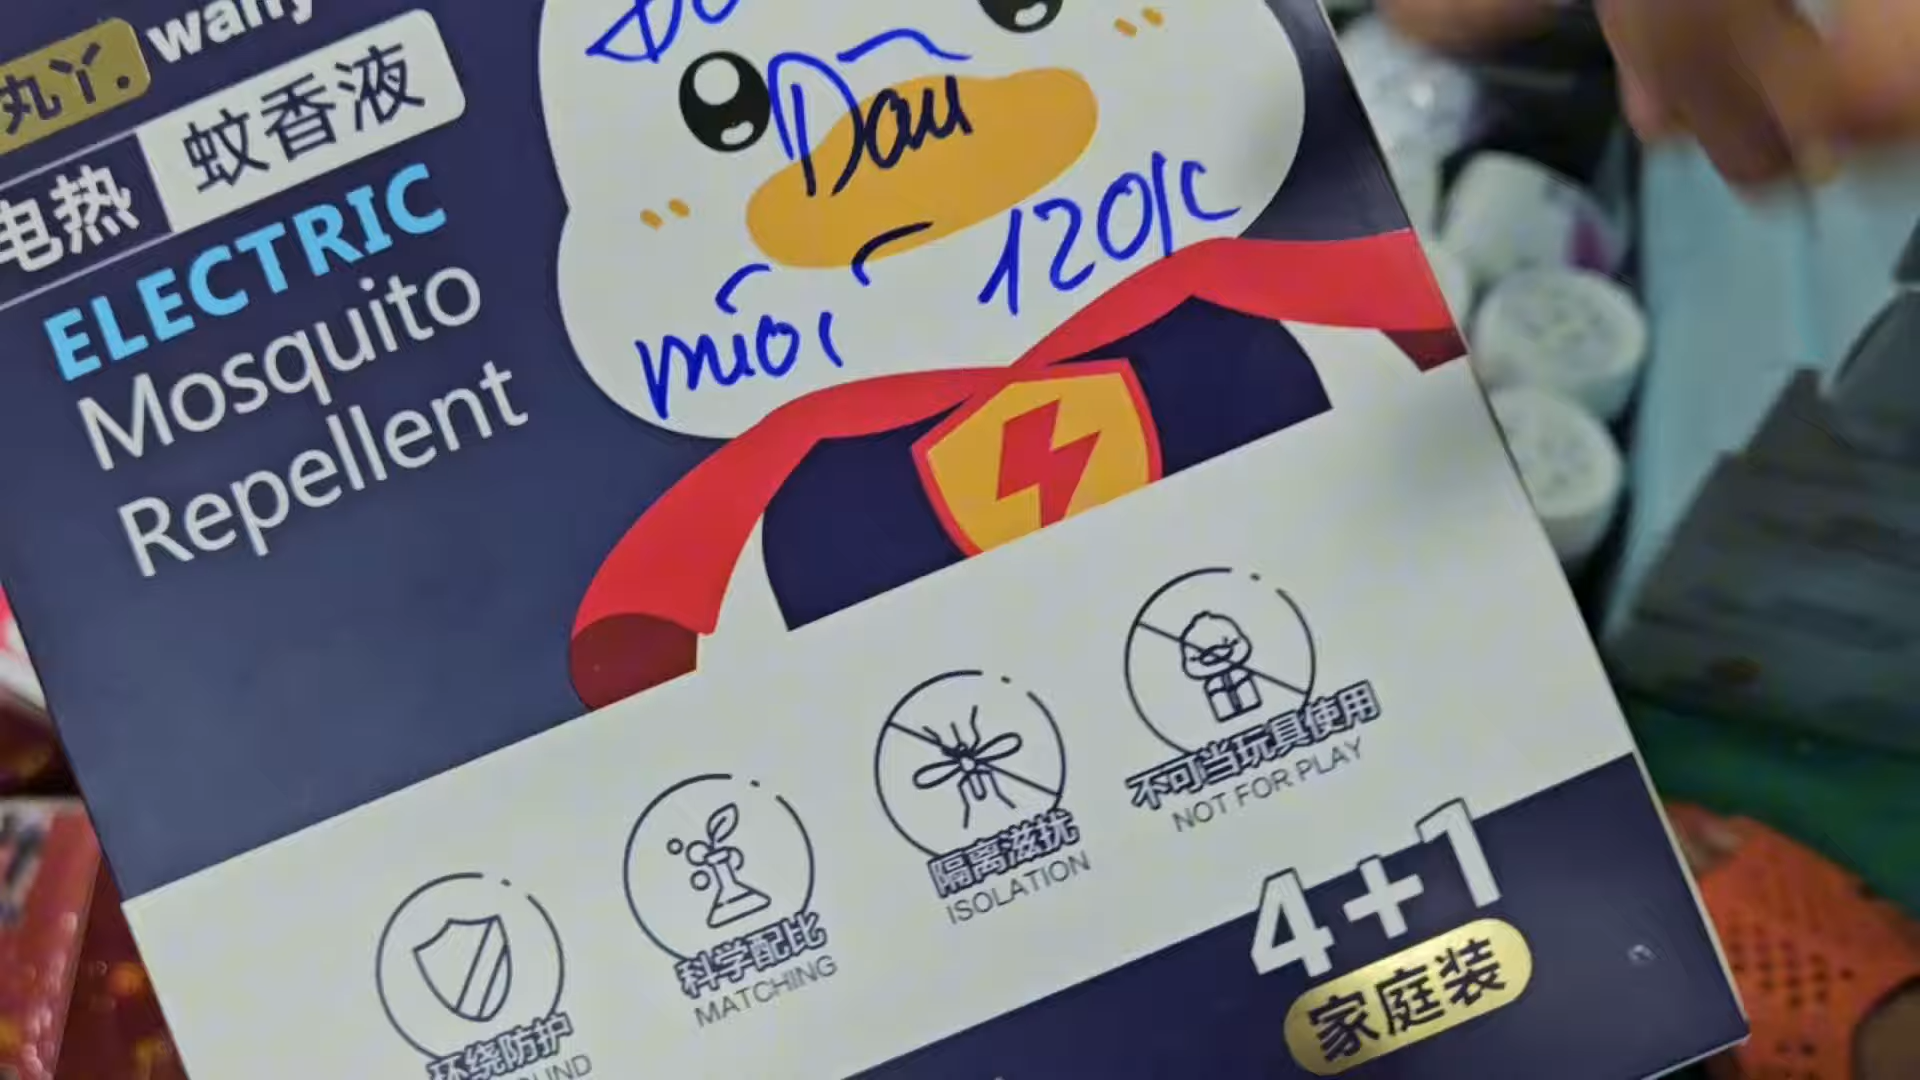 丸丫.
电热 蚊香液
ELECTRIC
Mosquito
Repellent
Dầu
muỗi 120K
不可当玩具使用
NOT FOR PLAY
隔离滋扰
ISOLATION
科学配比
MATCHING
环绕防护
4+1
家庭装